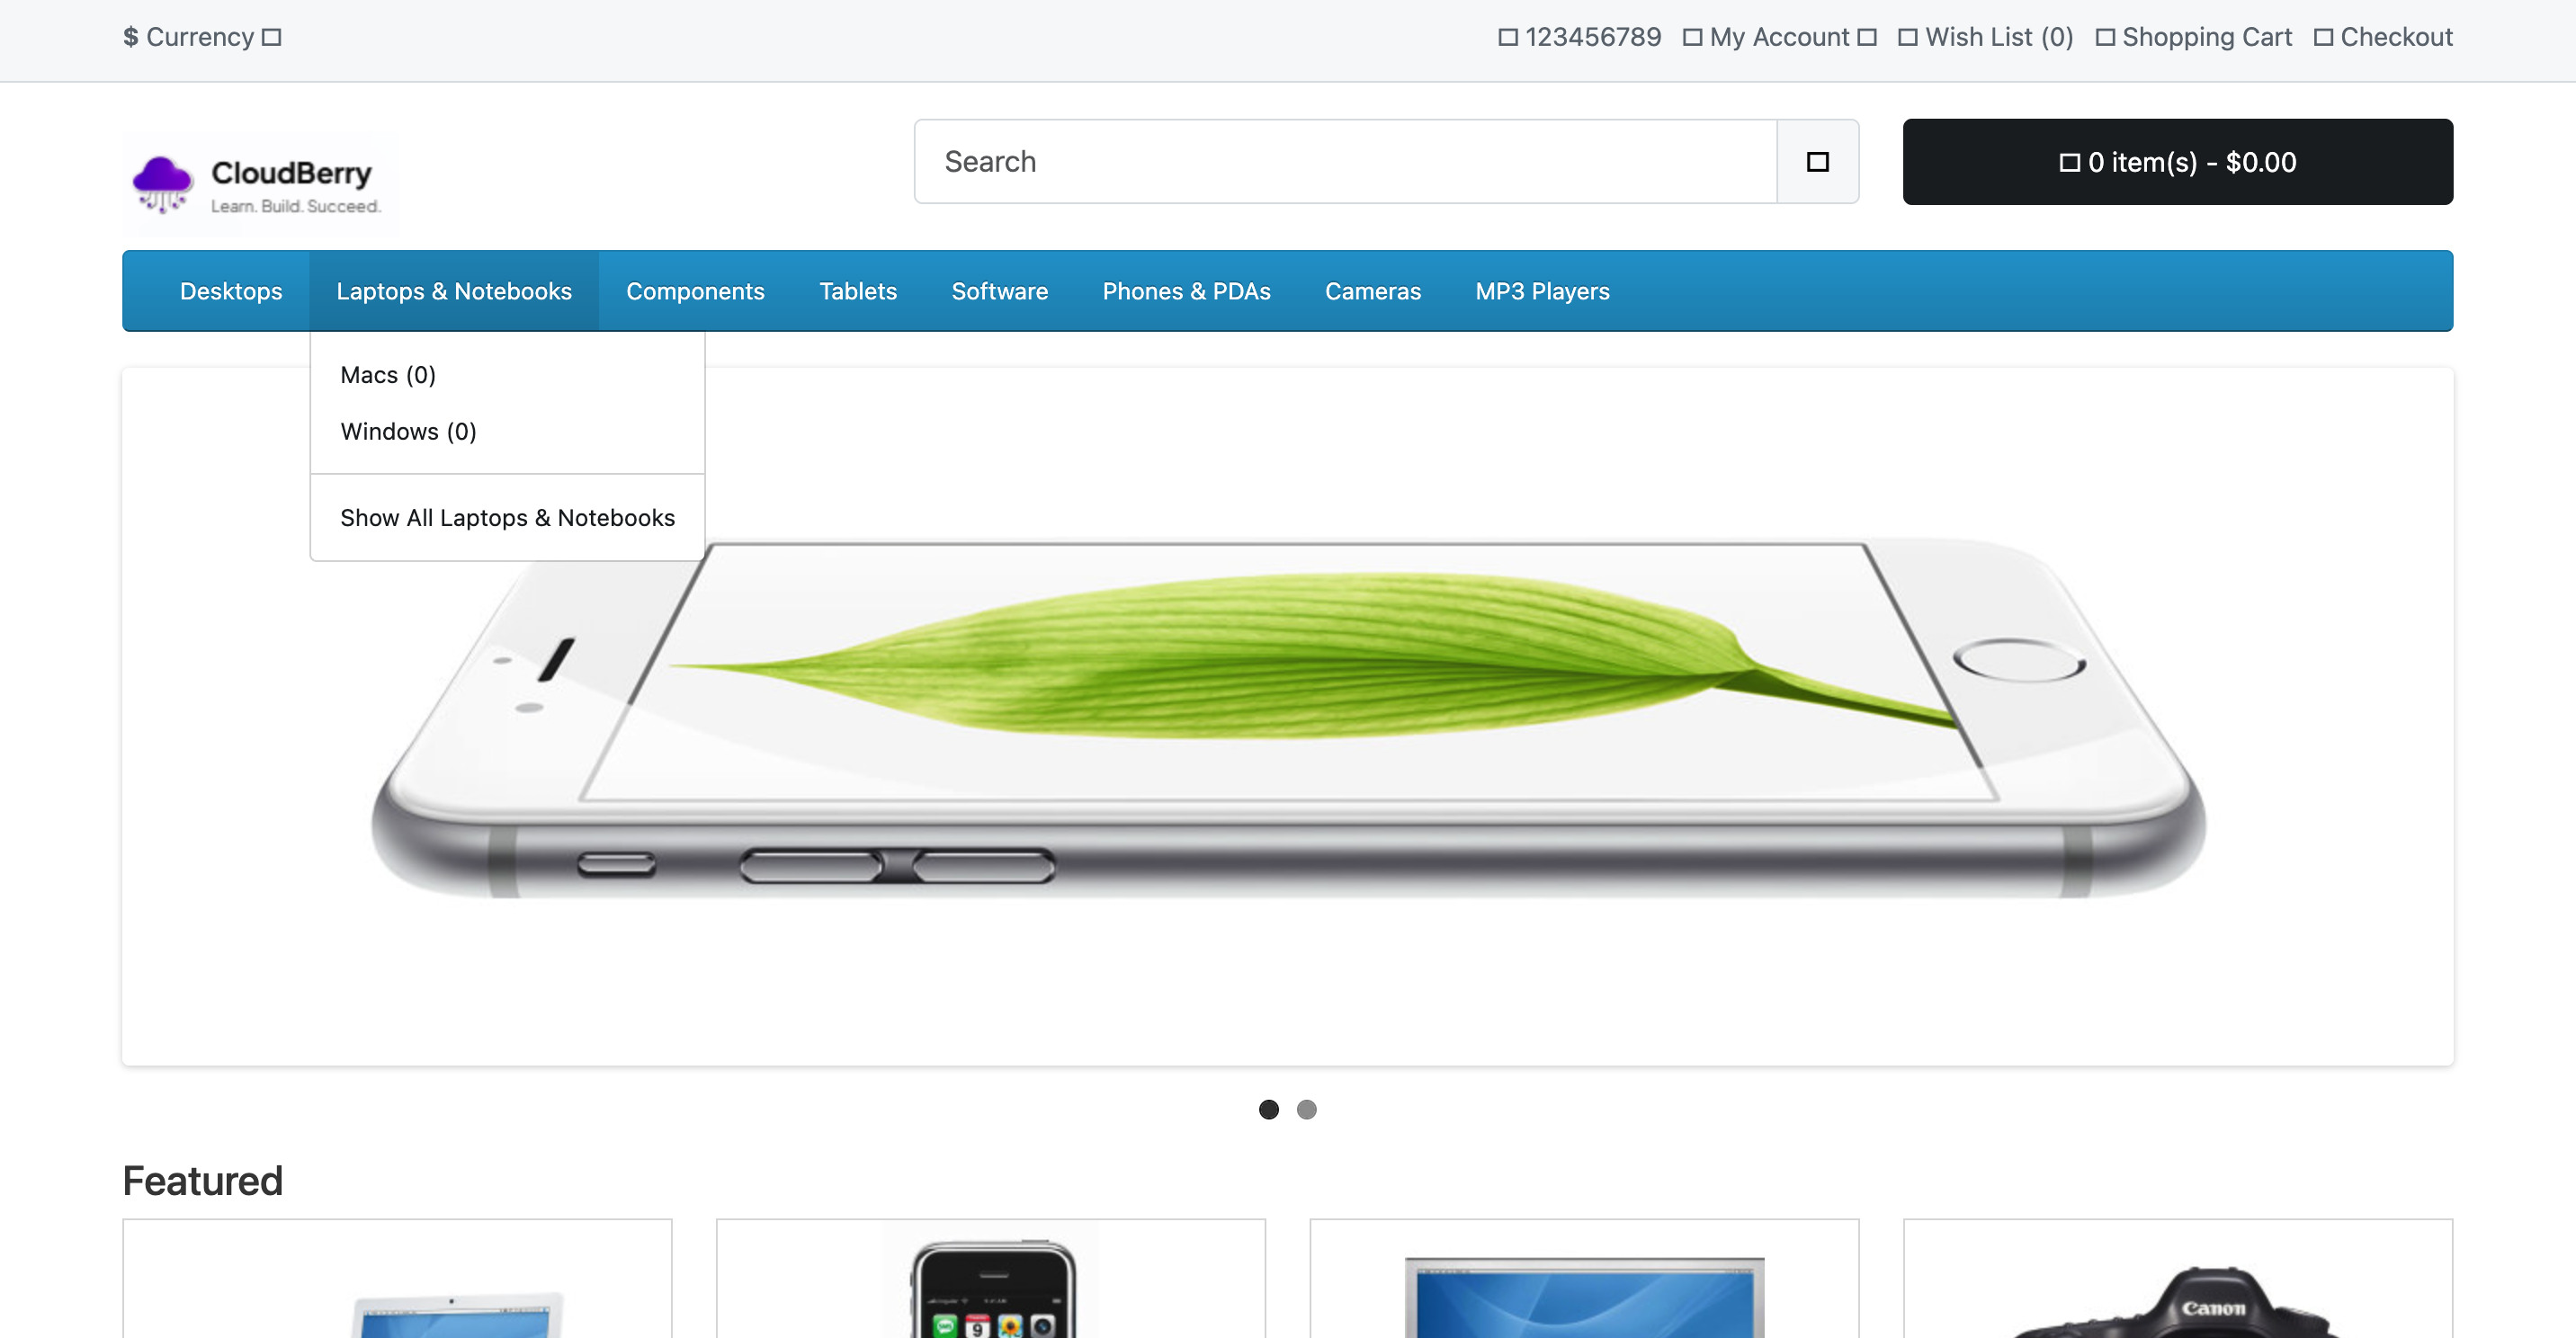 $ Currency
123456789 My Account Wish List (0) Shopping Cart Checkout
CloudBerry
Learn. Build. Succeed.
Search
0 item(s) - $0.00
Desktops Laptops & Notebooks Components Tablets Software Phones & PDAs Cameras MP3 Players
Macs (0)
Windows (0)
Show All Laptops & Notebooks
Featured
9
Canon